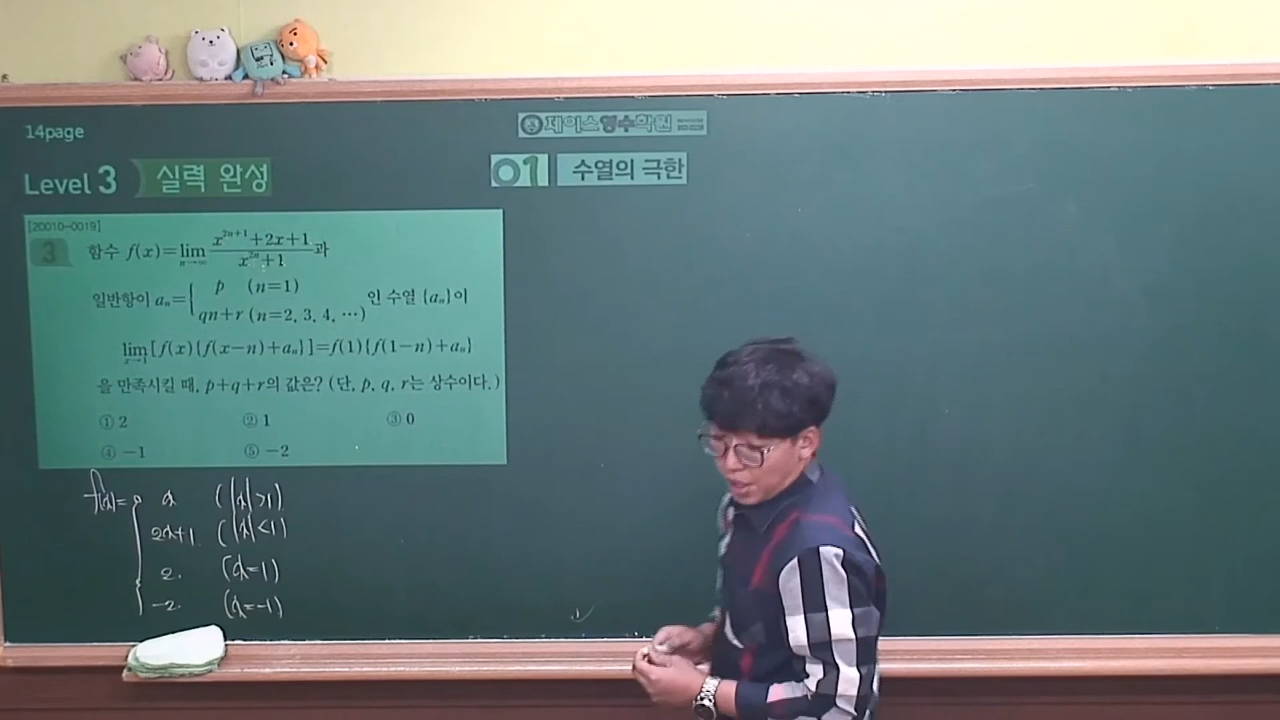 14page
제이스영수학원
Level 3 실력 완성
01 수열의 극한
[20010-0019]
3 함수 f(x)=lim n→∞ (x^{2n+1}+2x+1)/(x^{2n}+1)과
일반항이 a_n={ p (n=1)
qn+r (n=2, 3, 4, ⋯) 인 수열 {a_n}이
lim x→1 [f(x){f(x-n)+a_n}]=f(1){f(1-n)+a_n}
을 만족시킬 때, p+q+r의 값은? (단, p, q, r는 상수이다.)
① 2 ② 1 ③ 0
④ -1 ⑤ -2
f(x)= { x (|x|>1)
2x+1 (|x|<1)
2. (x=1)
-2. (x=-1)